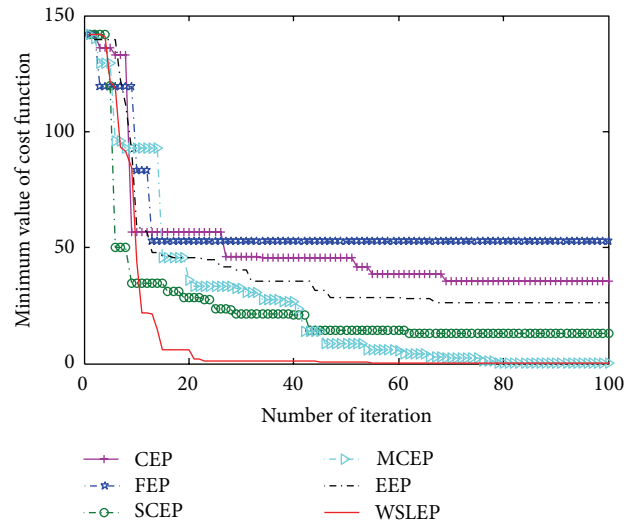 150
100
50
0
Minimum value of cost function
0 20 40 60 80 100
Number of iteration
CEP MCEP
FEP EEP
SCEP WSLEP